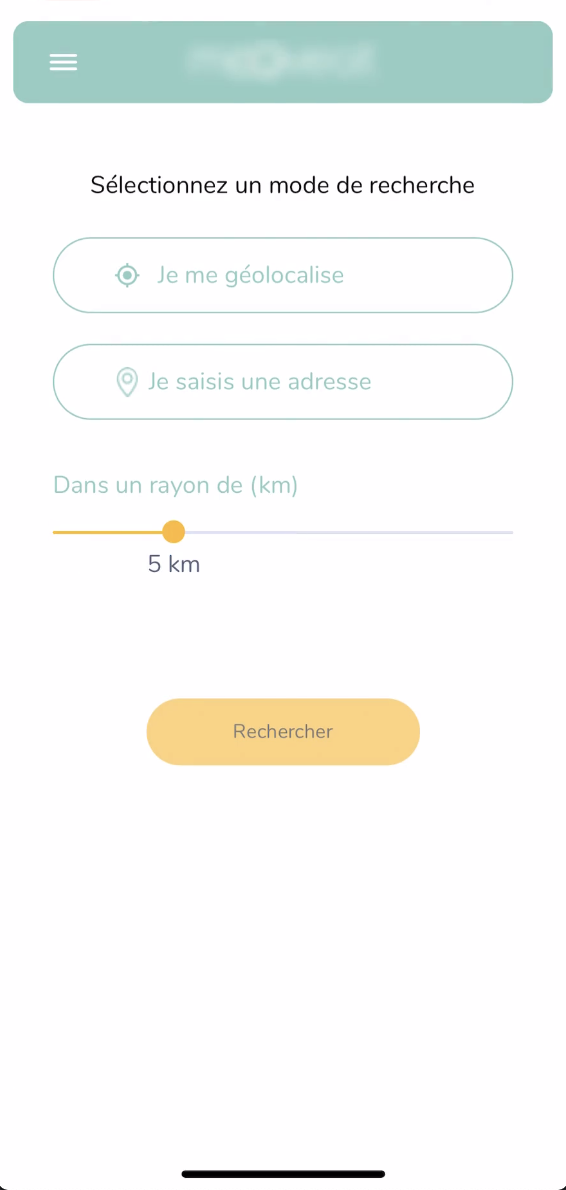 Sélectionnez un mode de recherche
Je me géolocalise
Je saisis une adresse
Dans un rayon de (km)
5 km
Rechercher